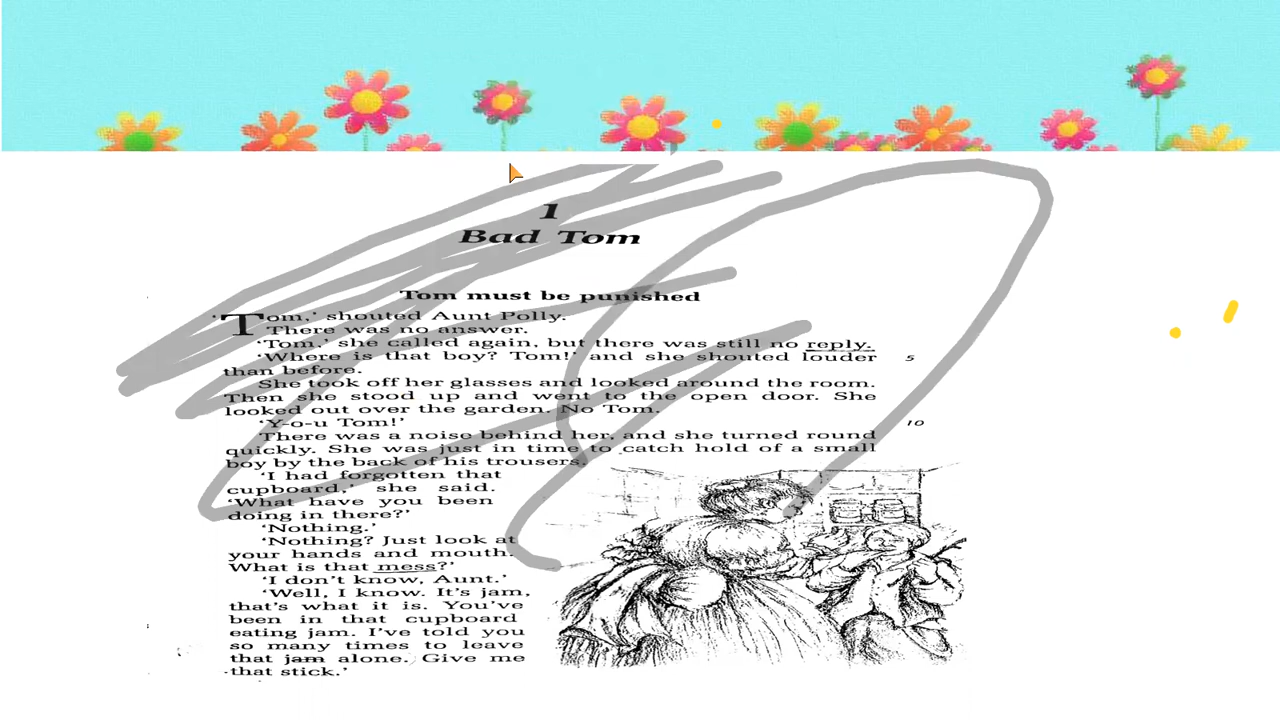 1
Bad Tom
Tom must be punished
‘Tom,’ shouted Aunt Polly.
There was no answer.
‘Tom.’ she called again, but there was still no reply.
‘Where is that boy? Tom!’ and she shouted louder 5
than before.
She took off her glasses and looked around the room.
Then she stood up and went to the open door. She
looked out over the garden. No Tom.
‘Y-o-u Tom!’ 10
There was a noise behind her, and she turned round
quickly. She was just in time to catch hold of a small
boy by the back of his trousers.
‘I had forgotten that
cupboard,’ she said.
‘What have you been
doing in there?’
‘Nothing.’
‘Nothing? Just look at
your hands and mouth.
What is that mess?’
‘I don’t know, Aunt.’
‘Well, I know. It’s jam,
that’s what it is. You’ve
been in that cupboard
eating jam. I’ve told you
so many times to leave
that jam alone. Give me
that stick.’